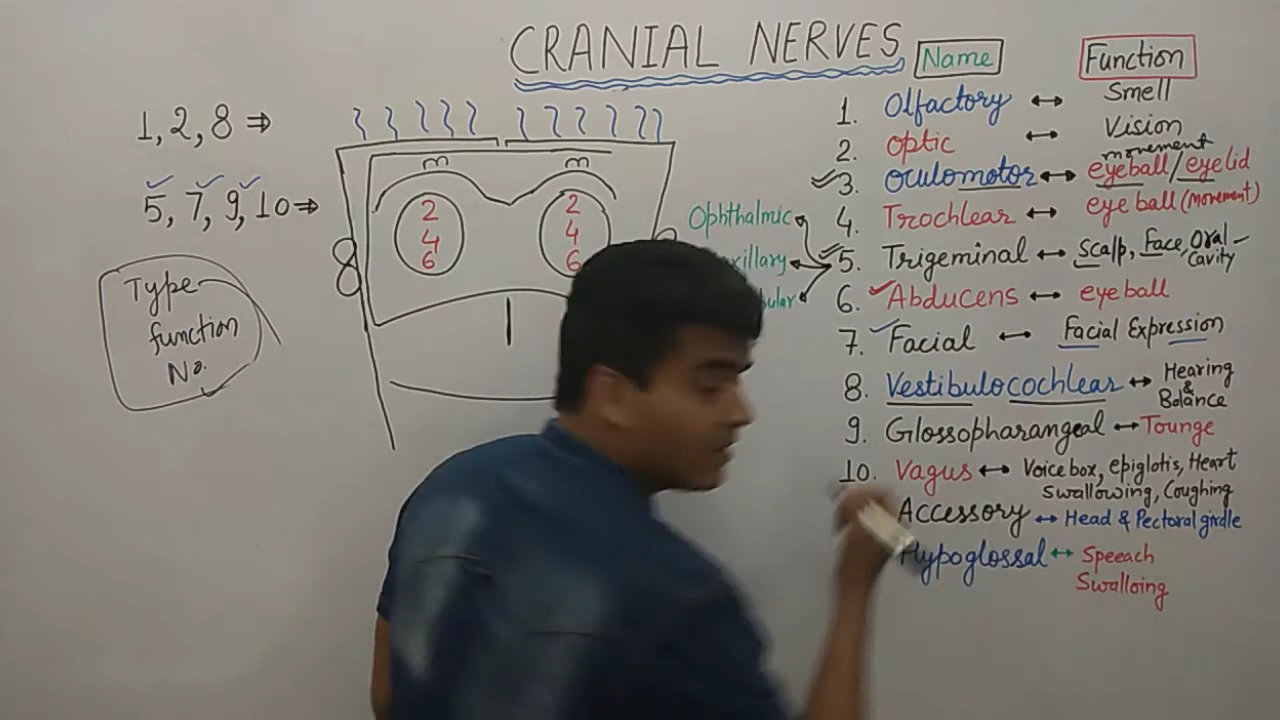 CRANIAL NERVES
Name Function
1, 2, 8 ⇒
5, 7, 9, 10 ⇒
Type
function
No.
8
2 2
4 4
6 6
1
m m
Ophthalmic
1. Olfactory ↔ Smell
2. Optic ↔ Vision
3. Oculomotor ↔ movement eyeball/eyelid
4. Trochlear ↔ eye ball (movement)
5. Trigeminal ↔ Scalp, Face, Oral Cavity
6. Abducens ↔ eyeball
7. Facial ↔ Facial Expression
8. Vestibulocochlear ↔ Hearing & Balance
9. Glossopharangeal ↔ Tounge
10. Vagus ↔ Voice box, epiglotis, Heart
Swallowing, Coughing
Accessory ↔ Head & Pectoral girdle
Hypoglossal ↔ Speeach
Swalloing